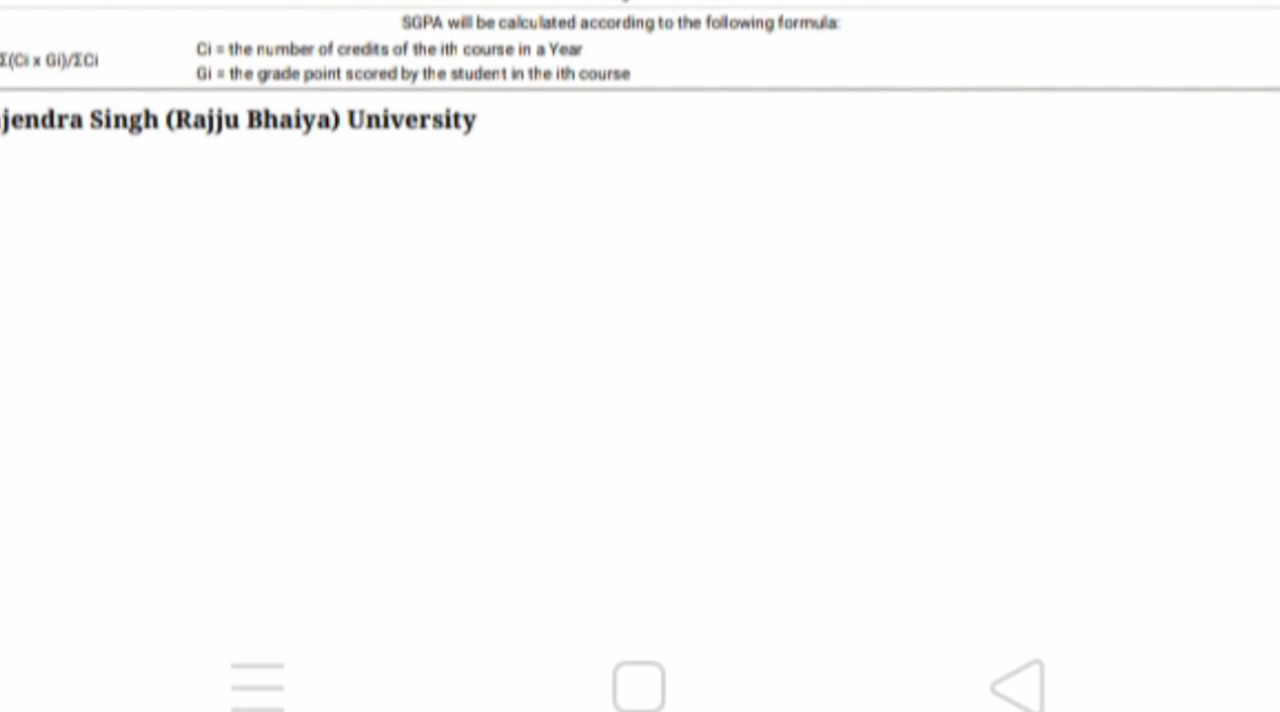 SGPA will be calculated according to the following formula:
Σ(Ci x Gi)/ΣCi
Ci = the number of credits of the ith course in a Year
Gi = the grade point scored by the student in the ith course
jendra Singh (Rajju Bhaiya) University